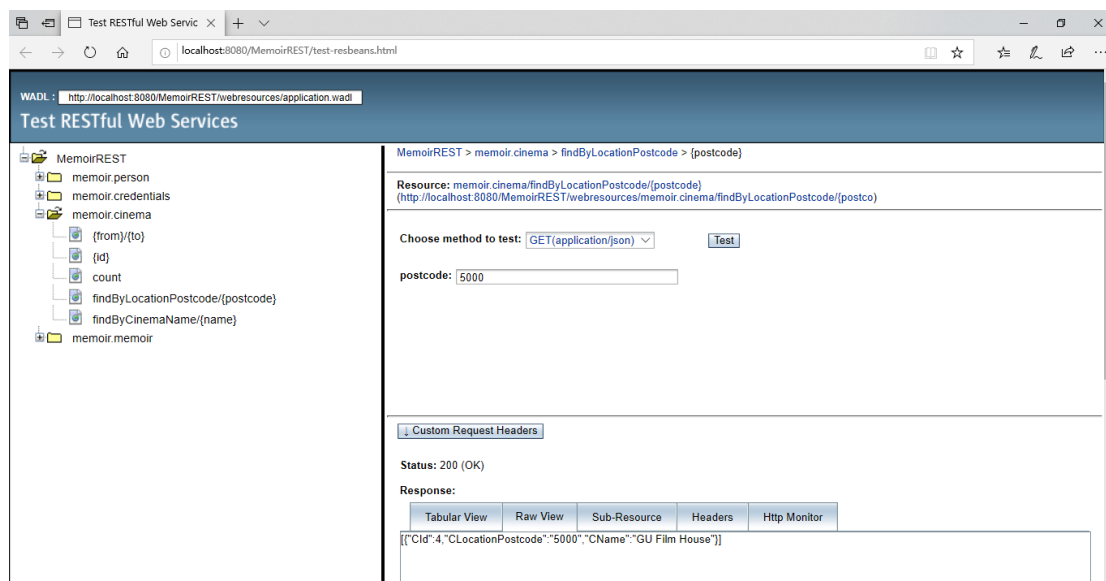 Test RESTful Web Servic
localhost:8080/MemoirREST/test-resbeans.html
WADL : http://localhost:8080/MemoirREST/webresources/application.wadl
Test RESTful Web Services
MemoirREST
memoir.person
memoir.credentials
memoir.cinema
{from}/{to}
{id}
count
findByLocationPostcode/{postcode}
findByCinemaName/{name}
memoir.memoir
MemoirREST > memoir.cinema > findByLocationPostcode > {postcode}
Resource: memoir.cinema/findByLocationPostcode/{postcode}
(http://localhost:8080/MemoirREST/webresources/memoir.cinema/findByLocationPostcode/{postco)
Choose method to test: GET(application/json) Test
postcode: 5000
↓ Custom Request Headers
Status: 200 (OK)
Response:
Tabular View Raw View Sub-Resource Headers Http Monitor
[{"CId":4,"CLocationPostcode":"5000","CName":"GU Film House"}]